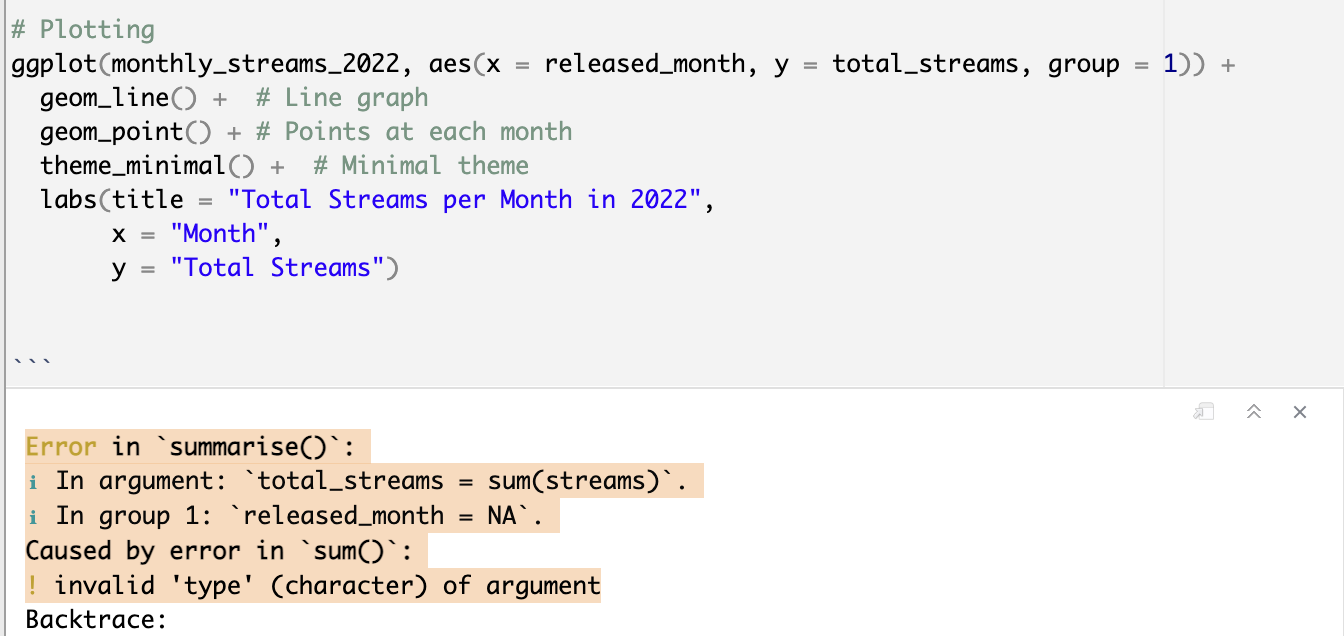 # Plotting
ggplot(monthly_streams_2022, aes(x = released_month, y = total_streams, group = 1)) +
  geom_line() +  # Line graph
  geom_point() + # Points at each month
  theme_minimal() +  # Minimal theme
  labs(title = "Total Streams per Month in 2022",
       x = "Month",
       y = "Total Streams")
```
Error in `summarise()`:
ℹ In argument: `total_streams = sum(streams)`.
ℹ In group 1: `released_month = NA`.
Caused by error in `sum()`:
! invalid 'type' (character) of argument
Backtrace: